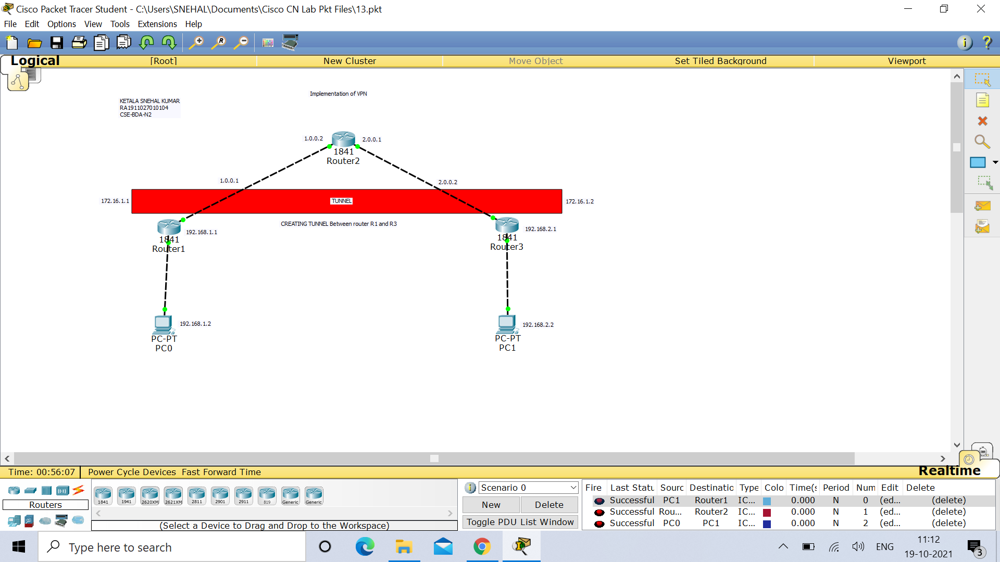 Cisco Packet Tracer Student - C:\Users\SNEHAL\Documents\Cisco CN Lab Pkt Files\13.pkt
File Edit Options View Tools Extensions Help
Logical [Root] New Cluster Move Object Set Tiled Background Viewport
Implementation of VPN
KETALA SNEHAL KUMAR
RA1911027010104
CSE-BDA-N2
1.0.0.2
2.0.0.1
1841
Router2
1.0.0.1
2.0.0.2
172.16.1.1
TUNNEL
172.16.1.2
CREATING TUNNEL Between router R1 and R3
192.168.1.1
1841
Router1
192.168.2.1
1841
Router3
192.168.1.2
PC-PT
PC0
192.168.2.2
PC-PT
PC1
Time: 00:56:07 Power Cycle Devices Fast Forward Time
Realtime
Routers
1841 1941 2620XM 2621XM 2811 2901 2911 819 Generic Generic
(Select a Device to Drag and Drop to the Workspace)
Scenario 0
New Delete
Toggle PDU List Window
Fire Last Statu Sourc Destinatic Type Colo Time(s Period Num Edit Delete
Successful PC1 Router1 IC... 0.000 N 0 (ed... (delete)
Successful Rou... Router2 IC... 0.000 N 1 (ed... (delete)
Successful PC0 PC1 IC... 0.000 N 2 (ed... (delete)
Type here to search
ENG
11:12
19-10-2021
3